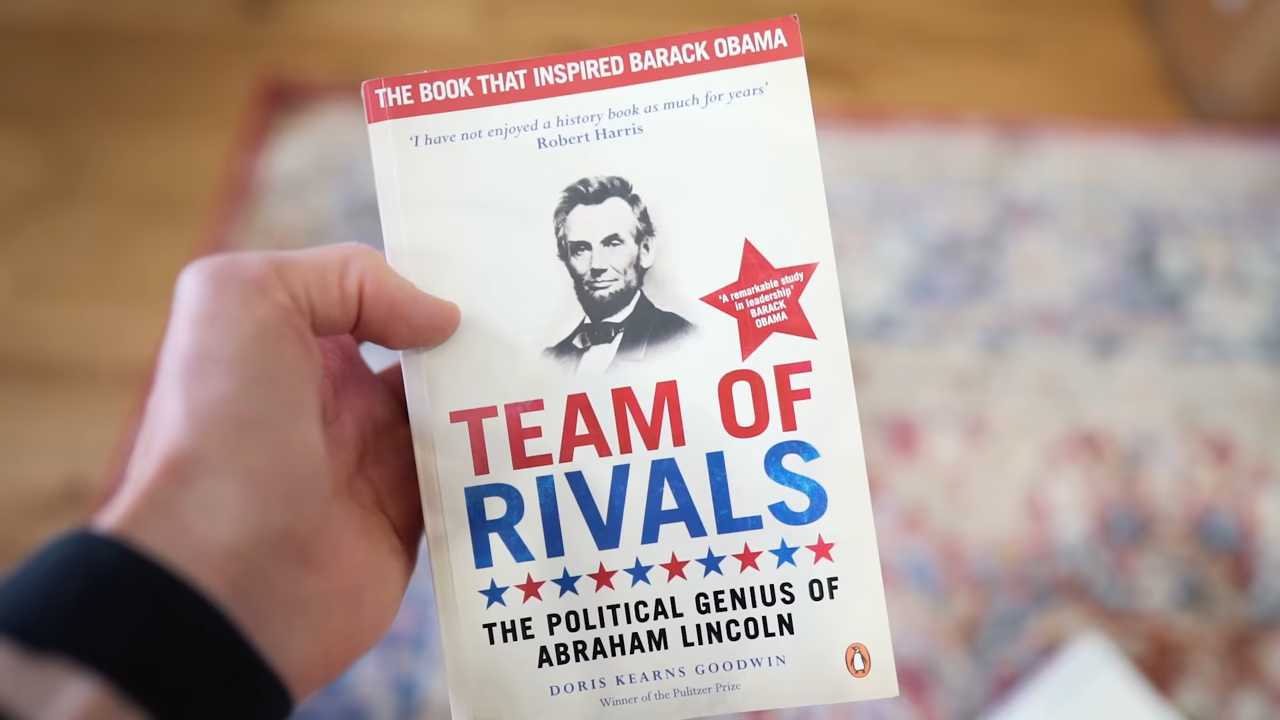 THE BOOK THAT INSPIRED BARACK OBAMA
‘I have not enjoyed a history book as much for years’
Robert Harris
‘A remarkable study
in leadership’
BARACK
OBAMA
TEAM OF
RIVALS
THE POLITICAL GENIUS OF
ABRAHAM LINCOLN
DORIS KEARNS GOODWIN
Winner of the Pulitzer Prize